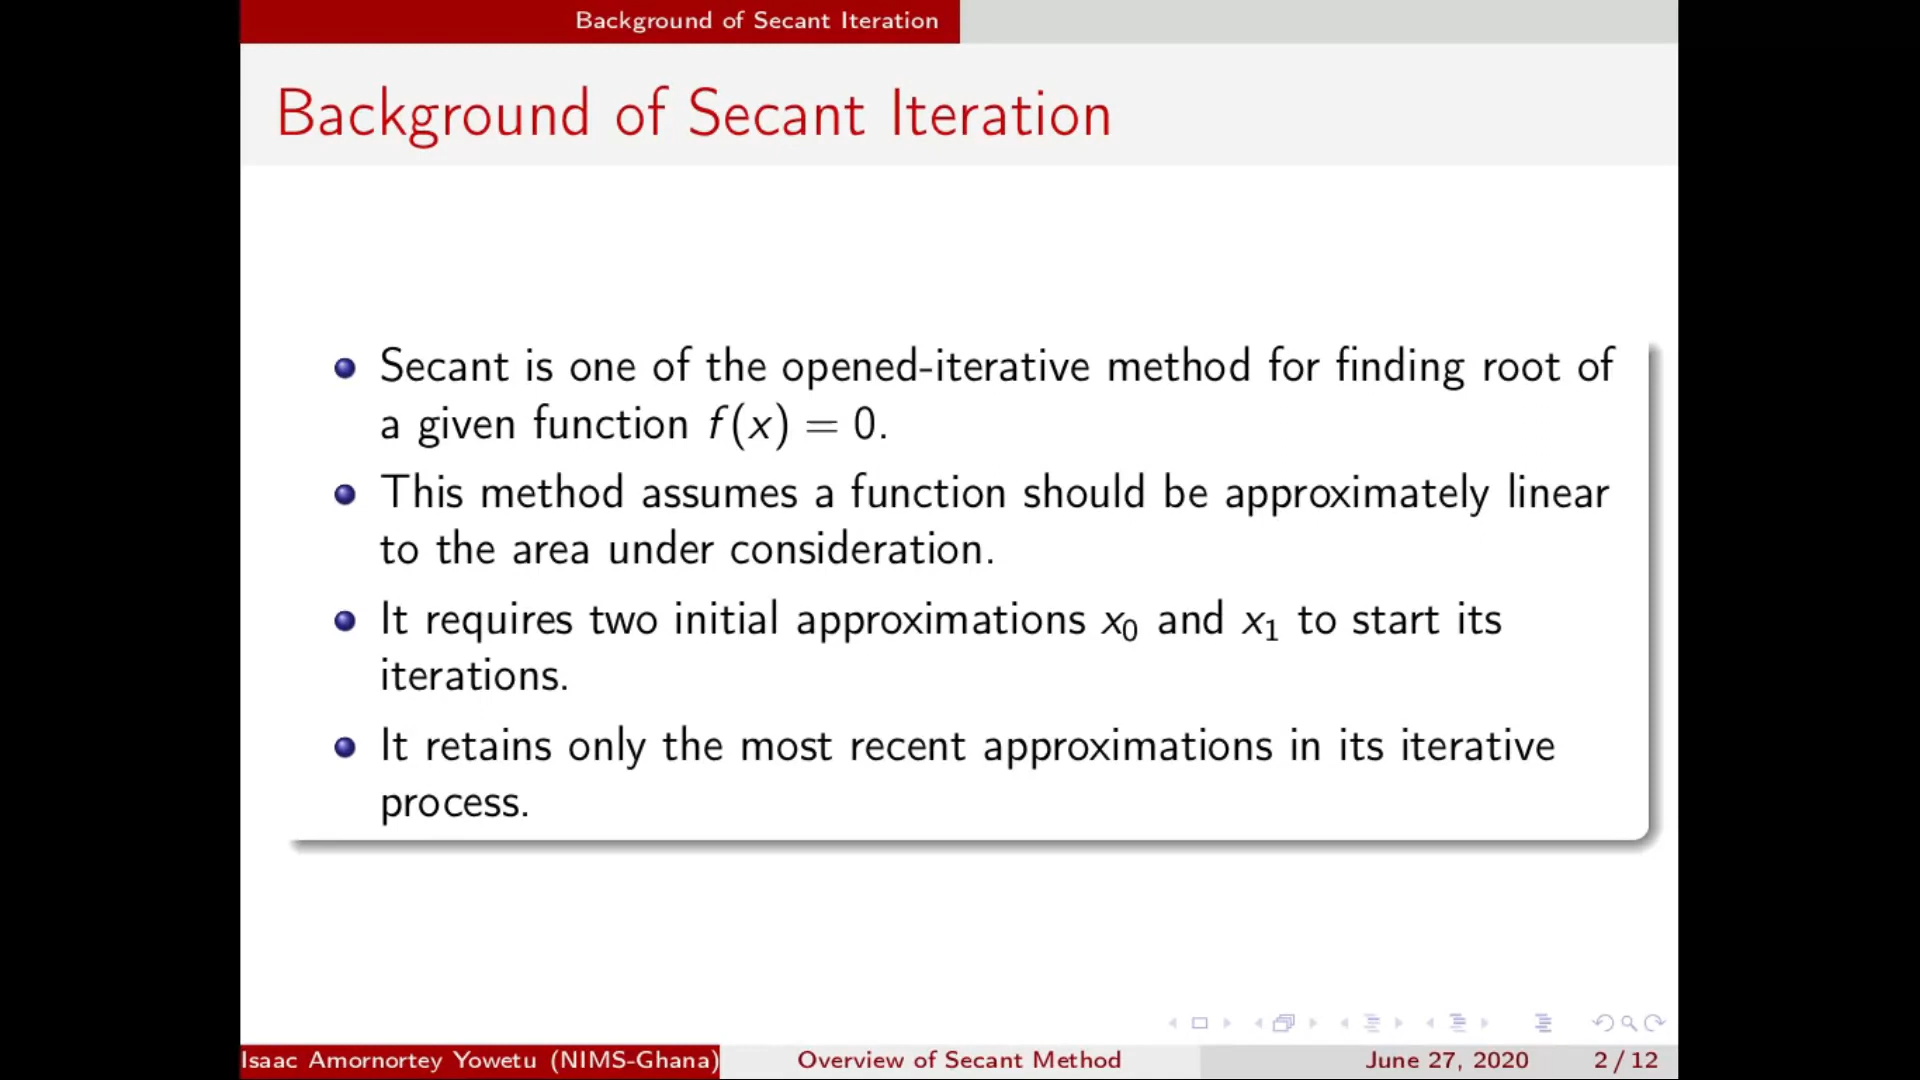 Background of Secant Iteration
Background of Secant Iteration
Secant is one of the opened-iterative method for finding root of
a given function f(x) = 0.
This method assumes a function should be approximately linear
to the area under consideration.
It requires two initial approximations x₀ and x₁ to start its
iterations.
It retains only the most recent approximations in its iterative
process.
Isaac Amornortey Yowetu (NIMS-Ghana) Overview of Secant Method June 27, 2020 2 / 12